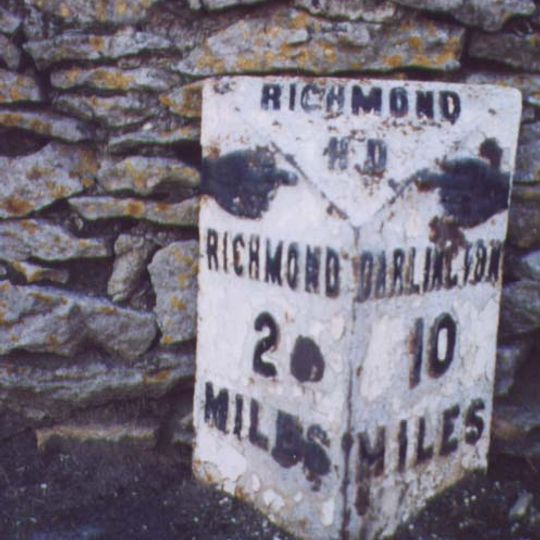 RICHMOND
H D
RICHMOND
2
MILES
DARLINGTON
10
MILES